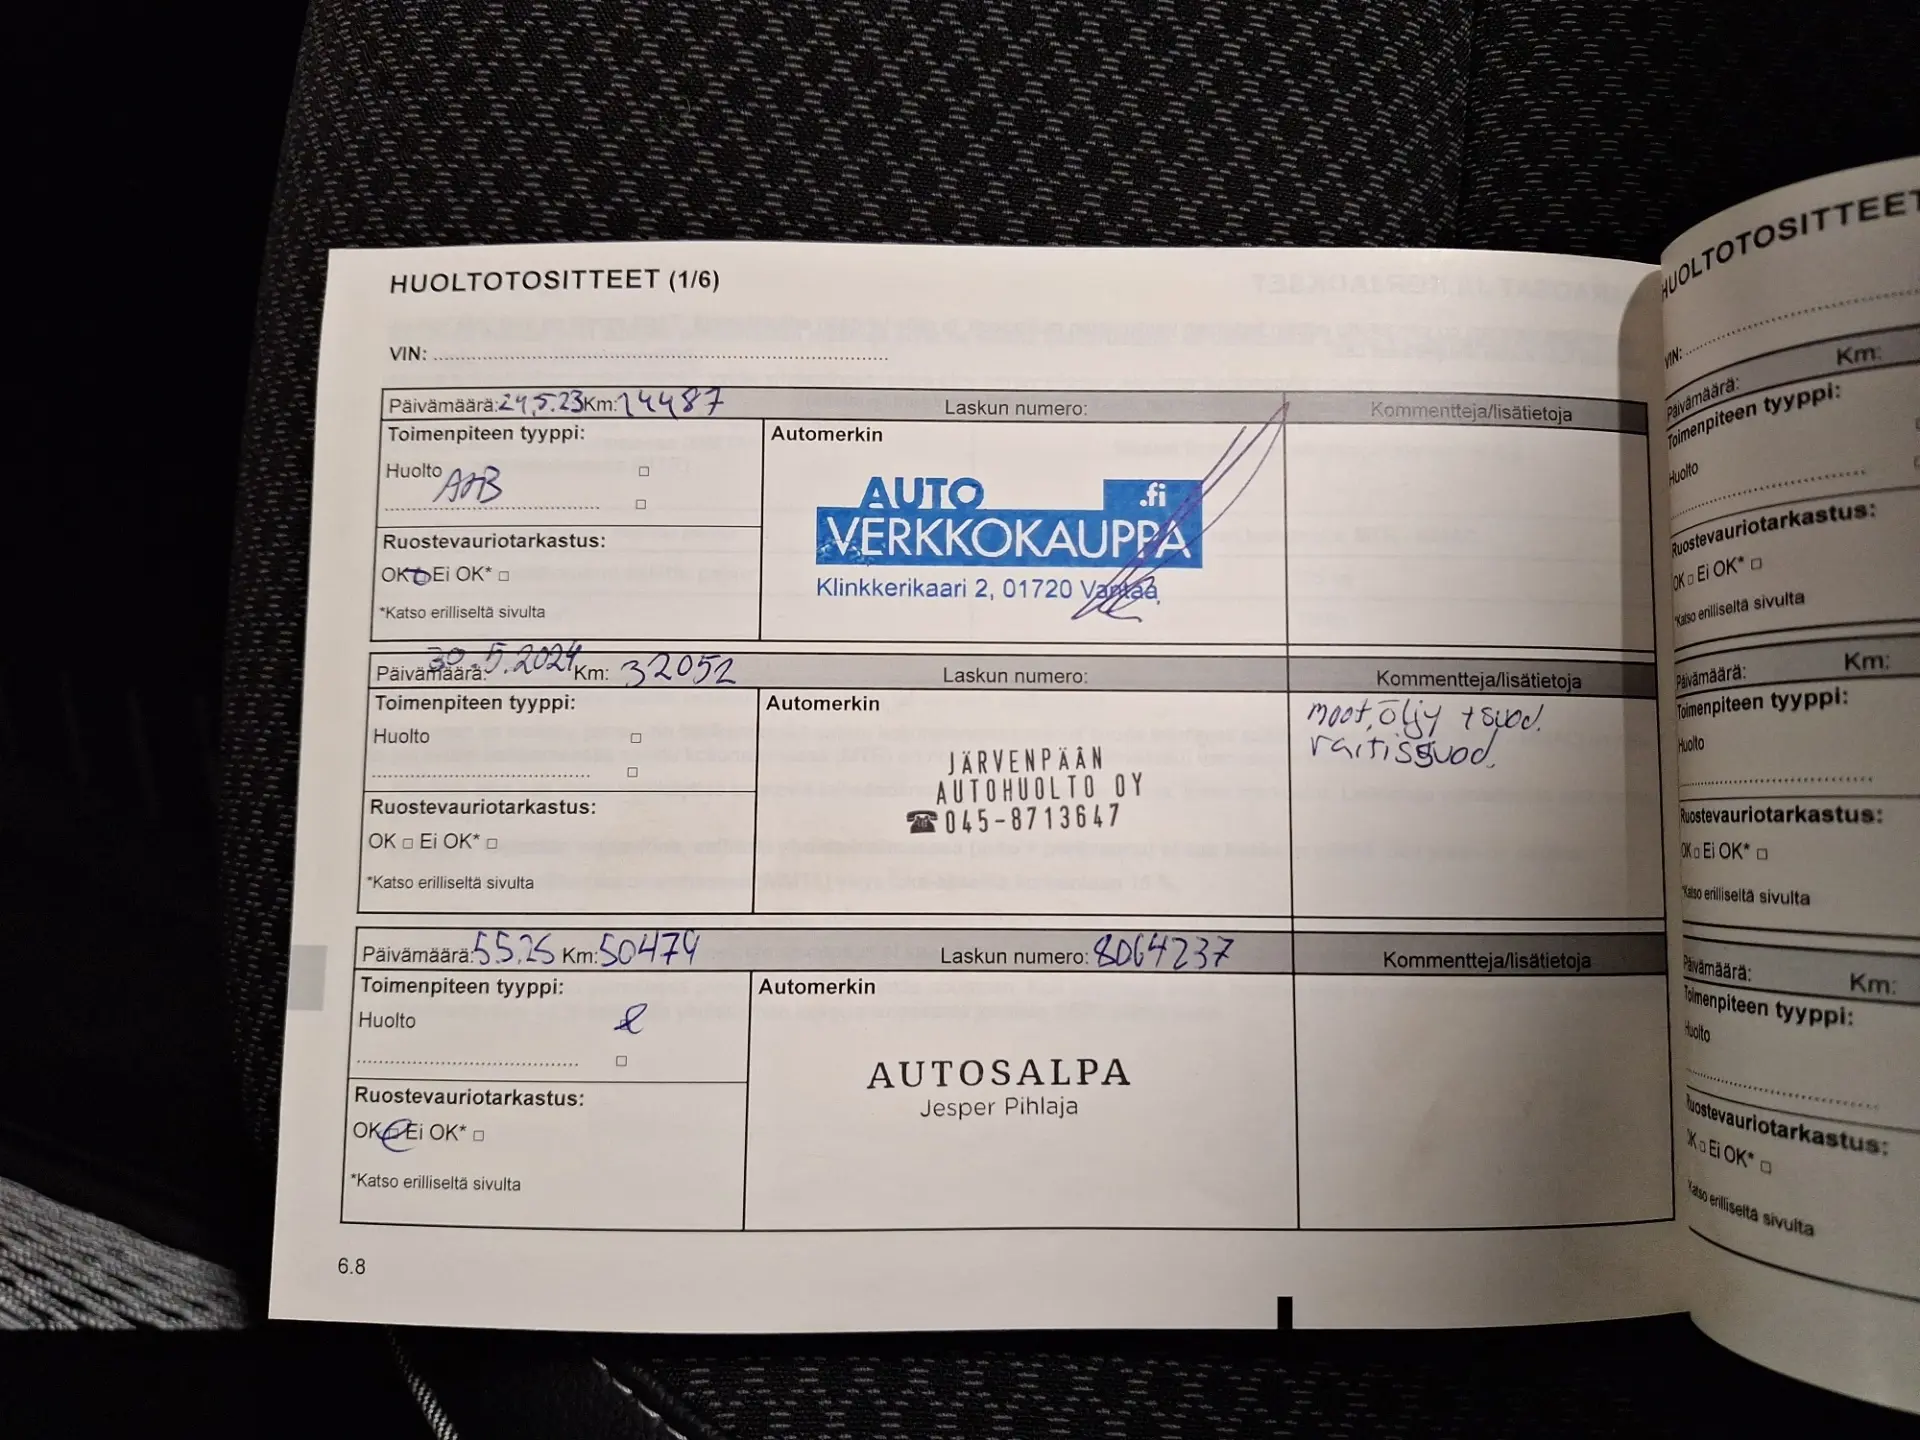 HUOLTOTOSITTEET (1/6)
VIN:
Päivämäärä: 24.5.23 Km: 14487 Laskun numero: Kommentteja/lisätietoja
Toimenpiteen tyyppi: Automerkin
Huolto
A+B
AUTO .fi
VERKKOKAUPPA
Klinkkerikaari 2, 01720 Vantaa
Ruostevauriotarkastus:
OK Ei OK*
*Katso erilliseltä sivulta
Päivämäärä: 30.5.2024 Km: 32052 Laskun numero: Kommentteja/lisätietoja
Toimenpiteen tyyppi: Automerkin
Huolto
moot.öljy + suod.
raitissuod.
JÄRVENPÄÄN
AUTOHUOLTO OY
☎045-8713647
Ruostevauriotarkastus:
OK Ei OK*
*Katso erilliseltä sivulta
Päivämäärä: 5.5.25 Km: 50474 Laskun numero: 8064237 Kommentteja/lisätietoja
Toimenpiteen tyyppi: Automerkin
Huolto
AUTOSALPA
Jesper Pihlaja
Ruostevauriotarkastus:
OK Ei OK*
*Katso erilliseltä sivulta
6.8
HUOLTOTOSITTEET
VIN:
Päivämäärä: Km:
Toimenpiteen tyyppi:
Huolto
Ruostevauriotarkastus:
OK Ei OK*
*Katso erilliseltä sivulta
Päivämäärä: Km:
Toimenpiteen tyyppi:
Huolto
Ruostevauriotarkastus:
OK Ei OK*
*Katso erilliseltä sivulta
Päivämäärä: Km:
Toimenpiteen tyyppi:
Huolto
Ruostevauriotarkastus:
OK Ei OK*
*Katso erilliseltä sivulta